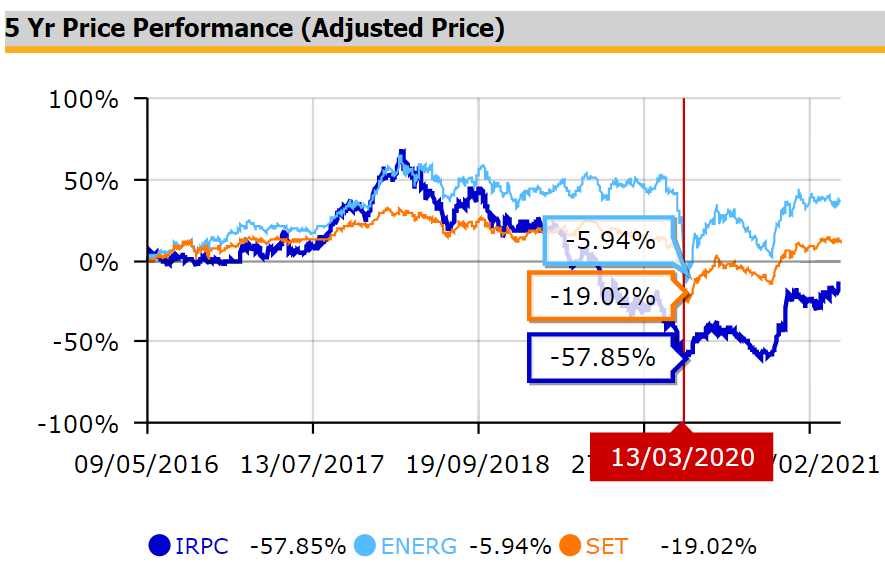 5 Yr Price Performance (Adjusted Price)
100%
50%
0%
-50%
-100%
-5.94%
-19.02%
-57.85%
09/05/2016 13/07/2017 19/09/2018 27 13/03/2020 /02/2021
IRPC -57.85% ENERG -5.94% SET -19.02%